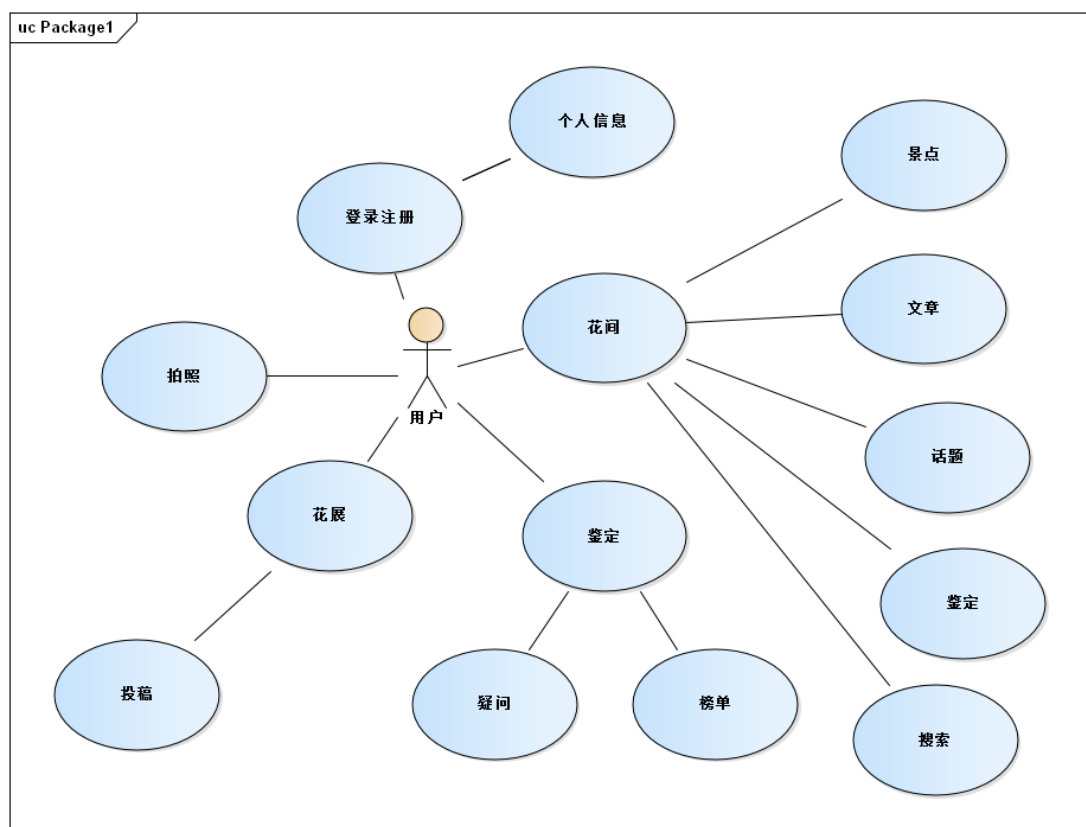 uc Package1
个人信息
景点
登录注册
文章
花间
拍照
用户
话题
花展
鉴定
鉴定
投稿
疑问
榜单
搜索